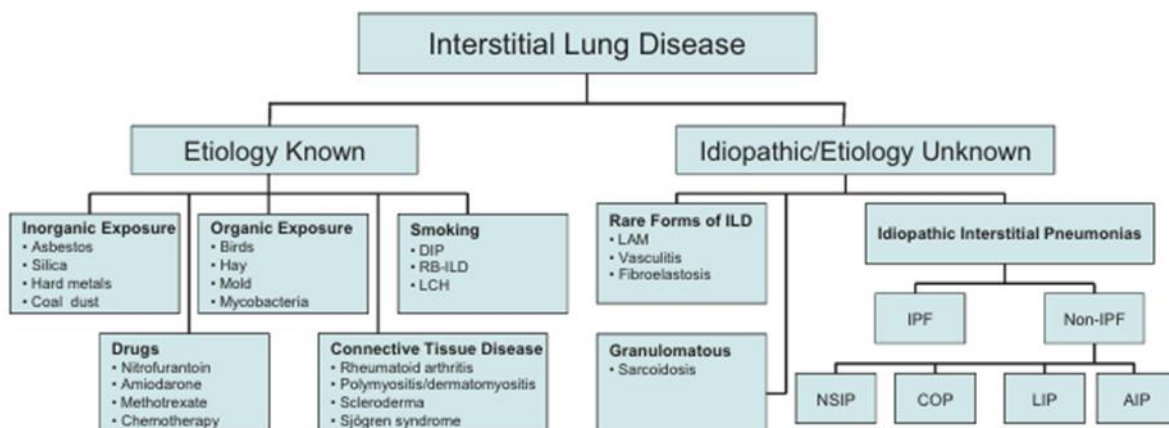 Interstitial Lung Disease
Etiology Known
Idiopathic/Etiology Unknown
Inorganic Exposure
• Asbestos
• Silica
• Hard metals
• Coal dust
Organic Exposure
• Birds
• Hay
• Mold
• Mycobacteria
Smoking
• DIP
• RB-ILD
• LCH
Drugs
• Nitrofurantoin
• Amiodarone
• Methotrexate
• Chemotherapy
Connective Tissue Disease
• Rheumatoid arthritis
• Polymyositis/dermatomyositis
• Scleroderma
• Sjögren syndrome
Rare Forms of ILD
• LAM
• Vasculitis
• Fibroelastosis
Granulomatous
• Sarcoidosis
Idiopathic Interstitial Pneumonias
IPF
Non-IPF
NSIP
COP
LIP
AIP